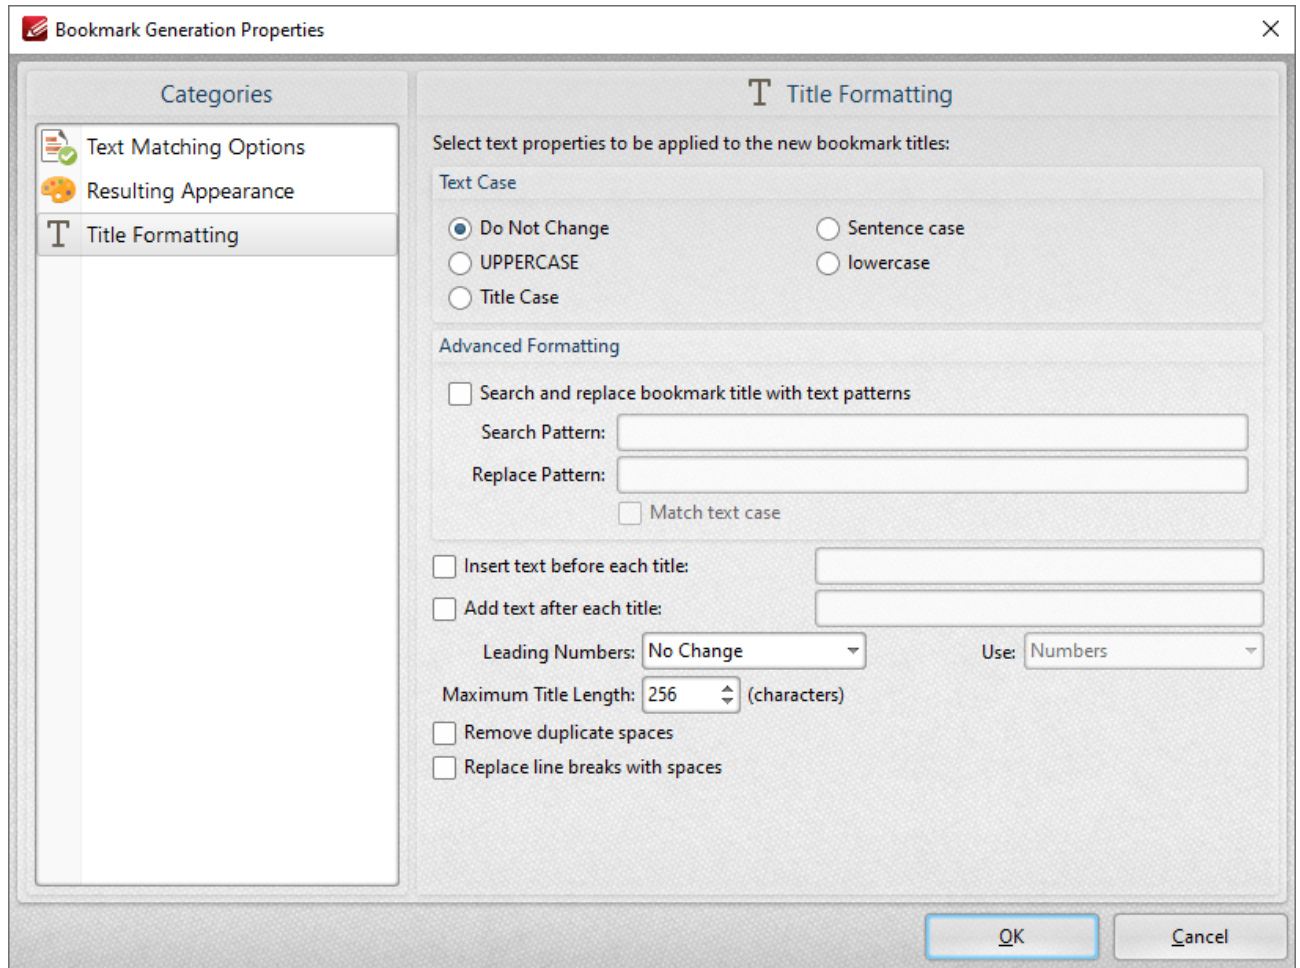 Bookmark Generation Properties
Categories
Text Matching Options
Resulting Appearance
Title Formatting
Title Formatting
Select text properties to be applied to the new bookmark titles:
Text Case
Do Not Change
Sentence case
UPPERCASE
lowercase
Title Case
Advanced Formatting
Search and replace bookmark title with text patterns
Search Pattern:
Replace Pattern:
Match text case
Insert text before each title:
Add text after each title:
Leading Numbers: No Change Use: Numbers
Maximum Title Length: 256 (characters)
Remove duplicate spaces
Replace line breaks with spaces
OK Cancel